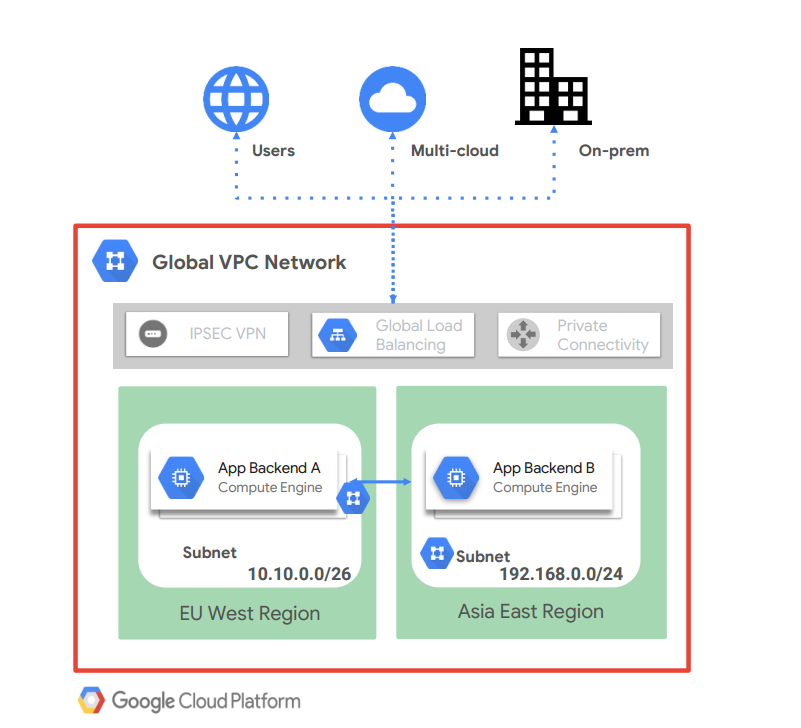 Users
Multi-cloud
On-prem
Global VPC Network
IPSEC VPN
Global Load
Balancing
Private
Connectivity
App Backend A
Compute Engine
Subnet
10.10.0.0/26
EU West Region
App Backend B
Compute Engine
Subnet
192.168.0.0/24
Asia East Region
Google Cloud Platform